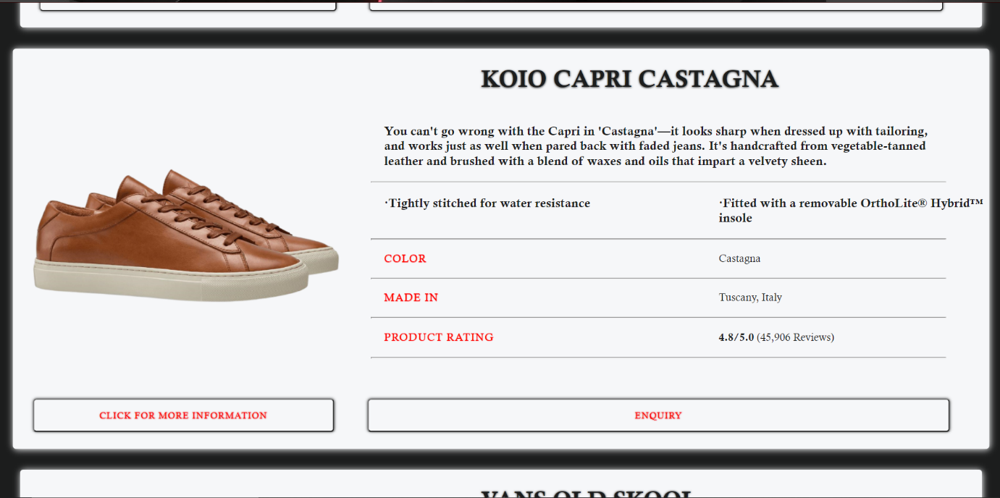 KOIO CAPRI CASTAGNA
You can't go wrong with the Capri in 'Castagna'—it looks sharp when dressed up with tailoring,
and works just as well when pared back with faded jeans. It's handcrafted from vegetable-tanned
leather and brushed with a blend of waxes and oils that impart a velvety sheen.
·Tightly stitched for water resistance
·Fitted with a removable OrthoLite® Hybrid™
insole
COLOR
Castagna
MADE IN
Tuscany, Italy
PRODUCT RATING
4.8/5.0 (45,906 Reviews)
CLICK FOR MORE INFORMATION
ENQUIRY
VANS OLD SKOOL